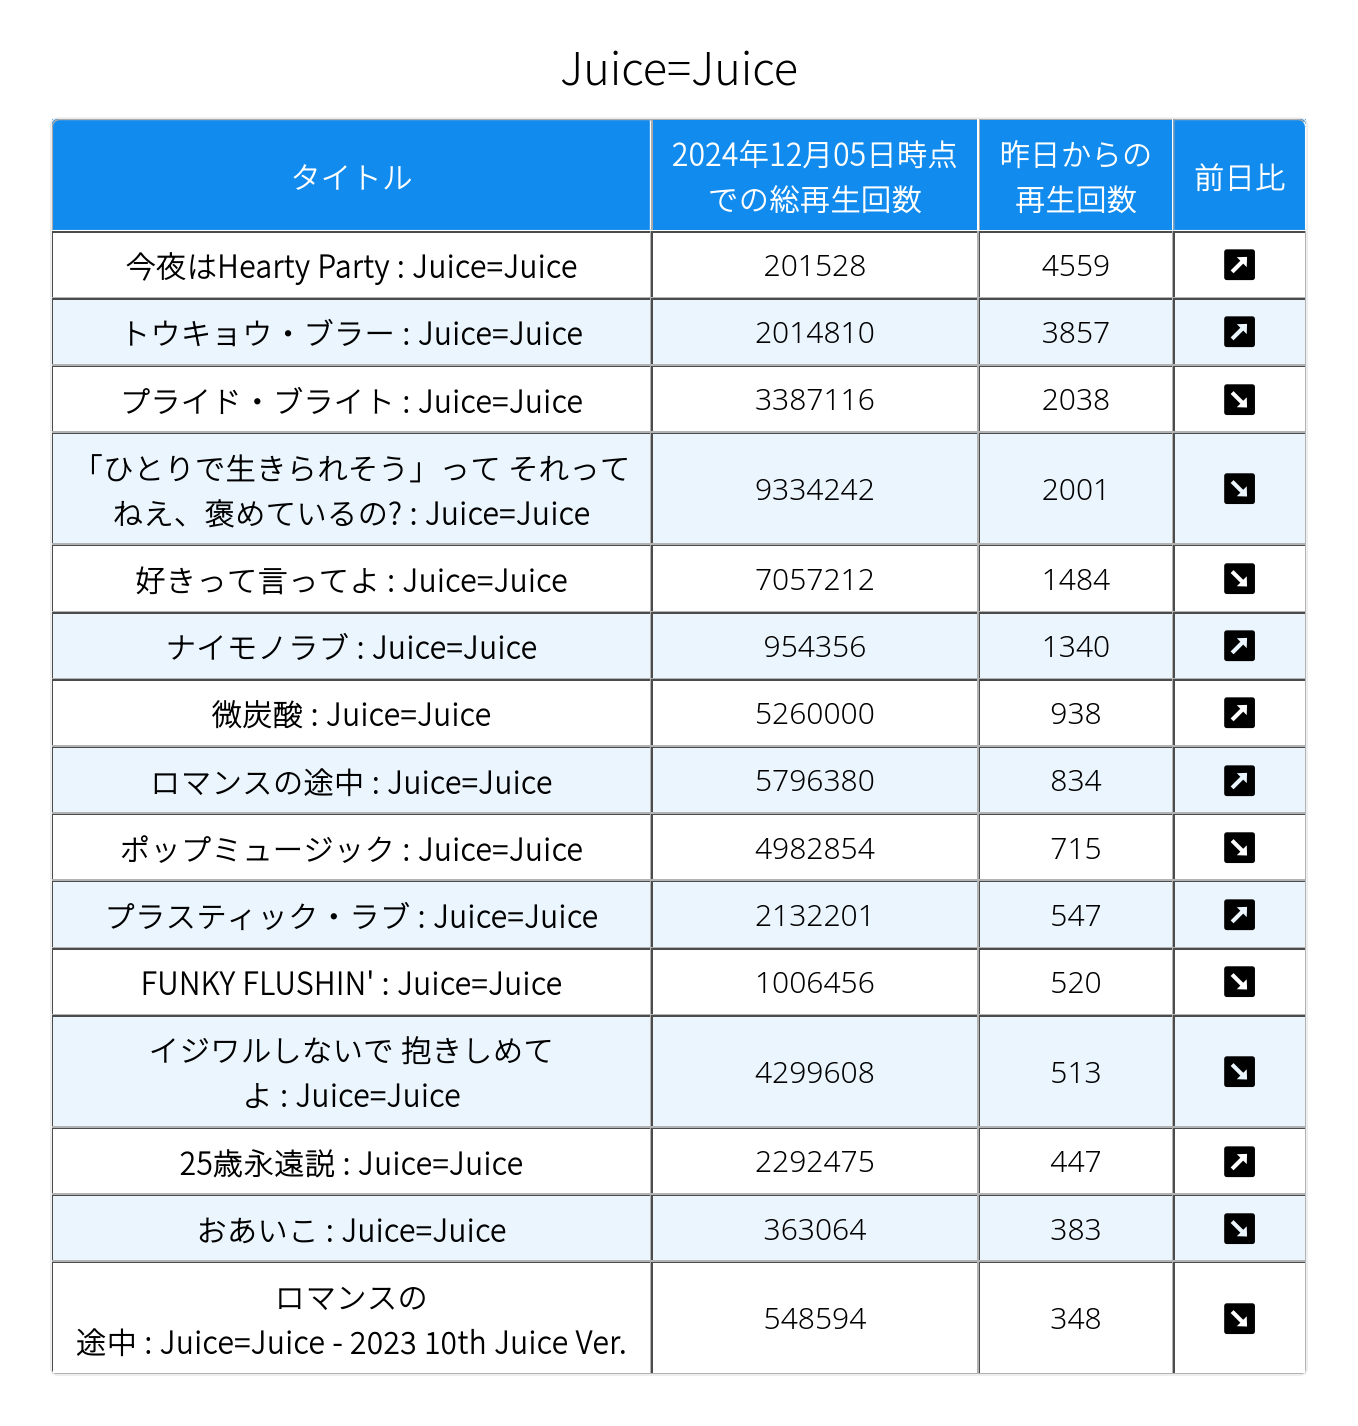 Juice=Juice
タイトル
2024年12月05日時点
での総再生回数
昨日からの
再生回数
前日比
今夜はHearty Party : Juice=Juice
201528
4559
トウキョウ・ブラー : Juice=Juice
2014810
3857
プライド・ブライト : Juice=Juice
3387116
2038
「ひとりで生きられそう」って それって
ねえ、褒めているの? : Juice=Juice
9334242
2001
好きって言ってよ : Juice=Juice
7057212
1484
ナイモノラブ : Juice=Juice
954356
1340
微炭酸 : Juice=Juice
5260000
938
ロマンスの途中 : Juice=Juice
5796380
834
ポップミュージック : Juice=Juice
4982854
715
プラスティック・ラブ : Juice=Juice
2132201
547
FUNKY FLUSHIN' : Juice=Juice
1006456
520
イジワルしないで 抱きしめて
よ : Juice=Juice
4299608
513
25歳永遠説 : Juice=Juice
2292475
447
おあいこ : Juice=Juice
363064
383
ロマンスの
途中 : Juice=Juice - 2023 10th Juice Ver.
548594
348